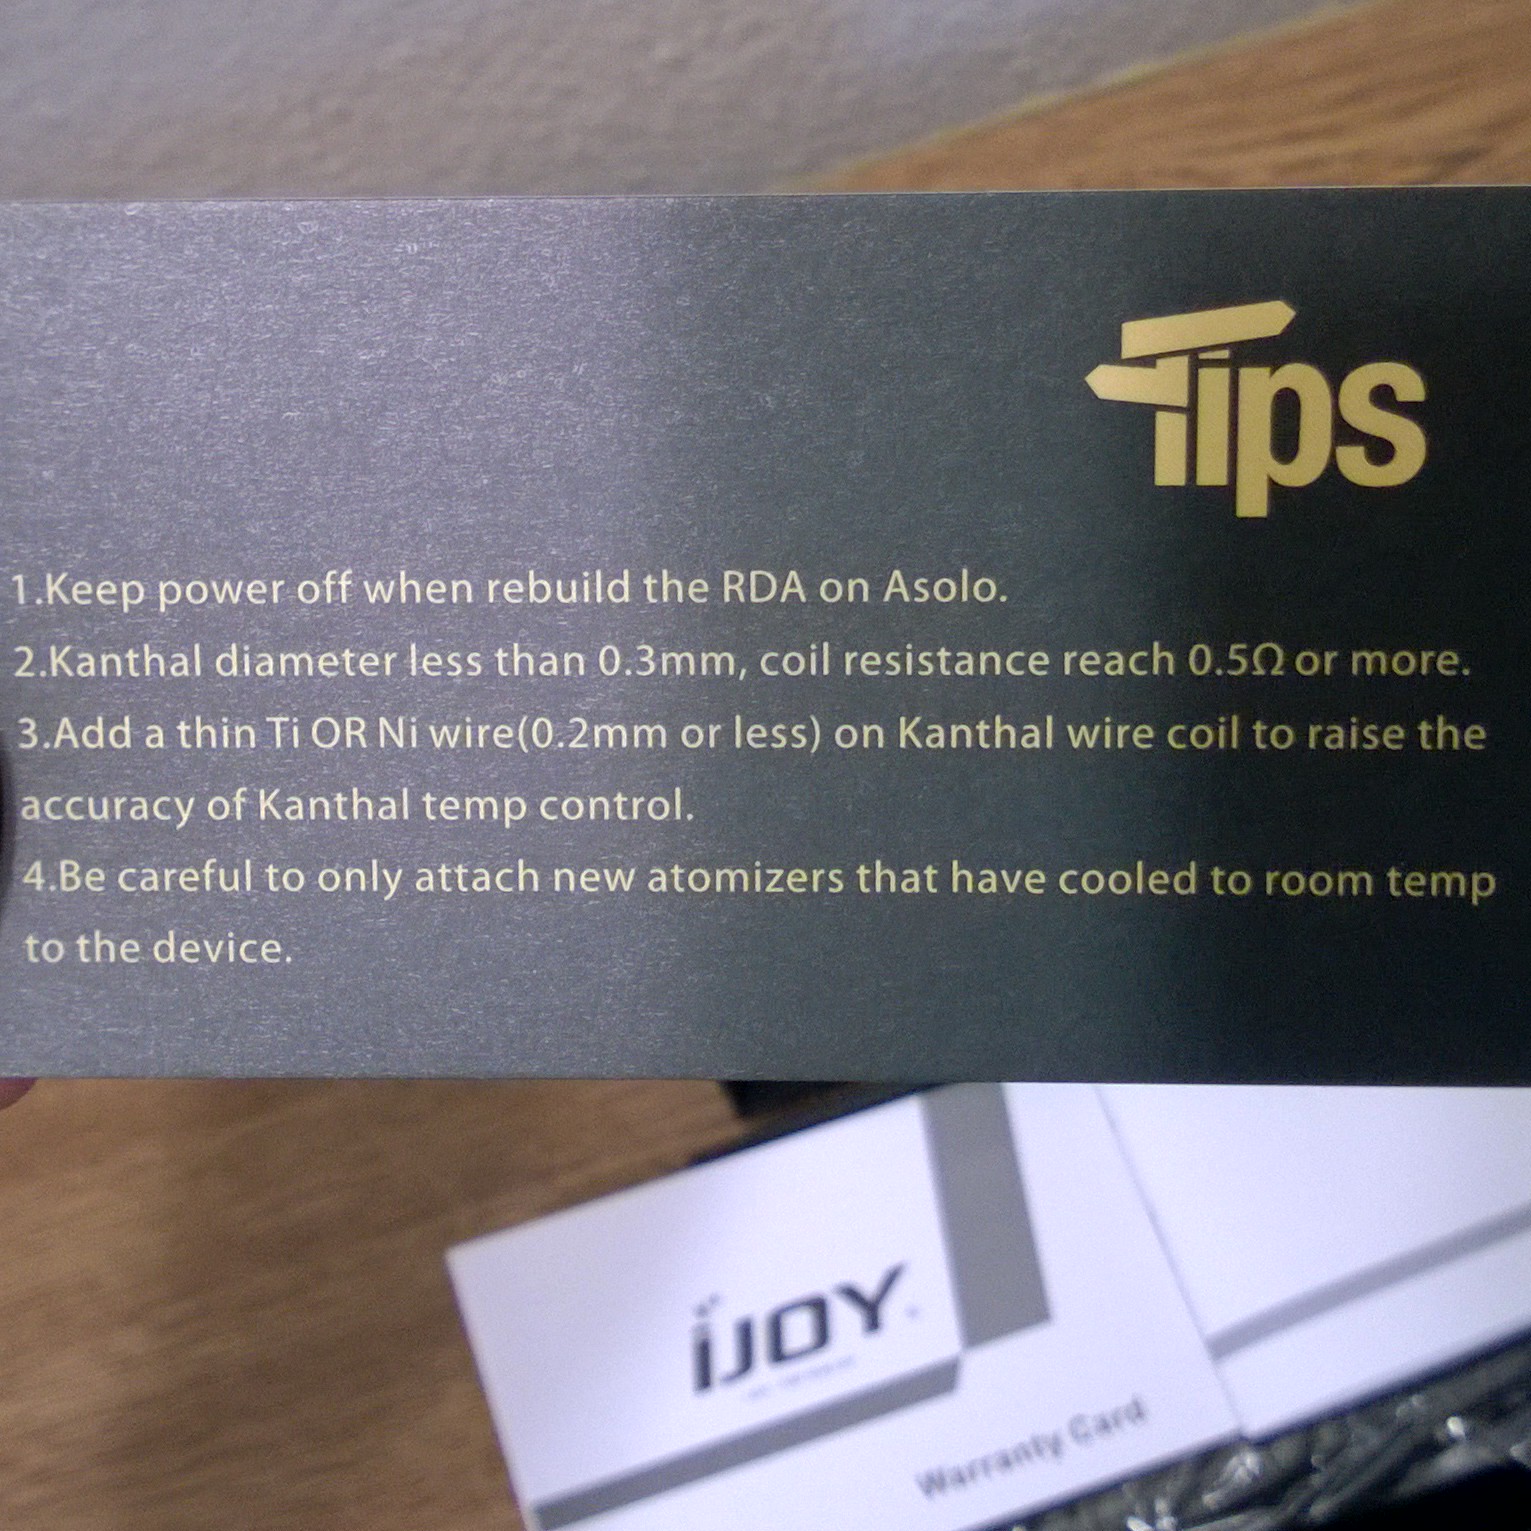 Tips
1.Keep power off when rebuild the RDA on Asolo.
2.Kanthal diameter less than 0.3mm, coil resistance reach 0.5Ω or more.
3.Add a thin Ti OR Ni wire(0.2mm or less) on Kanthal wire coil to raise the
accuracy of Kanthal temp control.
4.Be careful to only attach new atomizers that have cooled to room temp
to the device.
iJOY
Warranty Card